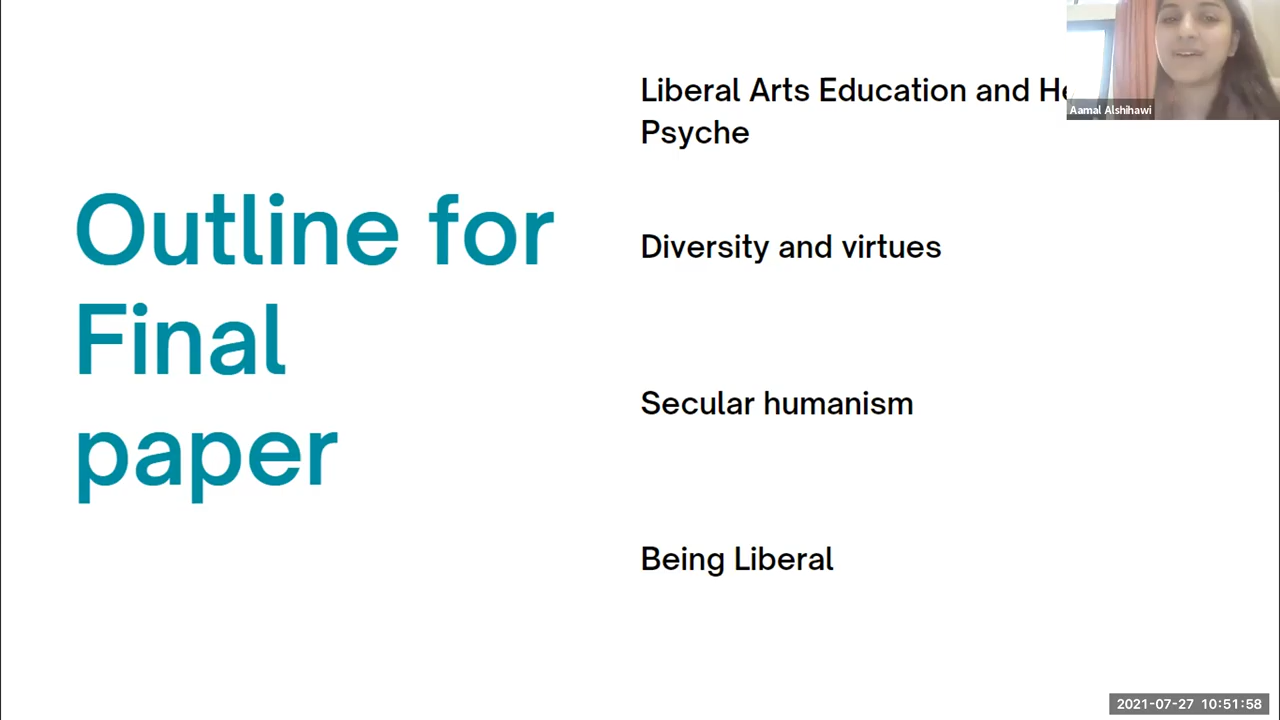 Outline for
Final
paper
Liberal Arts Education and
Psyche
Diversity and virtues
Secular humanism
Being Liberal
Aamal Alshihawi
2021-07-27 10:51:58